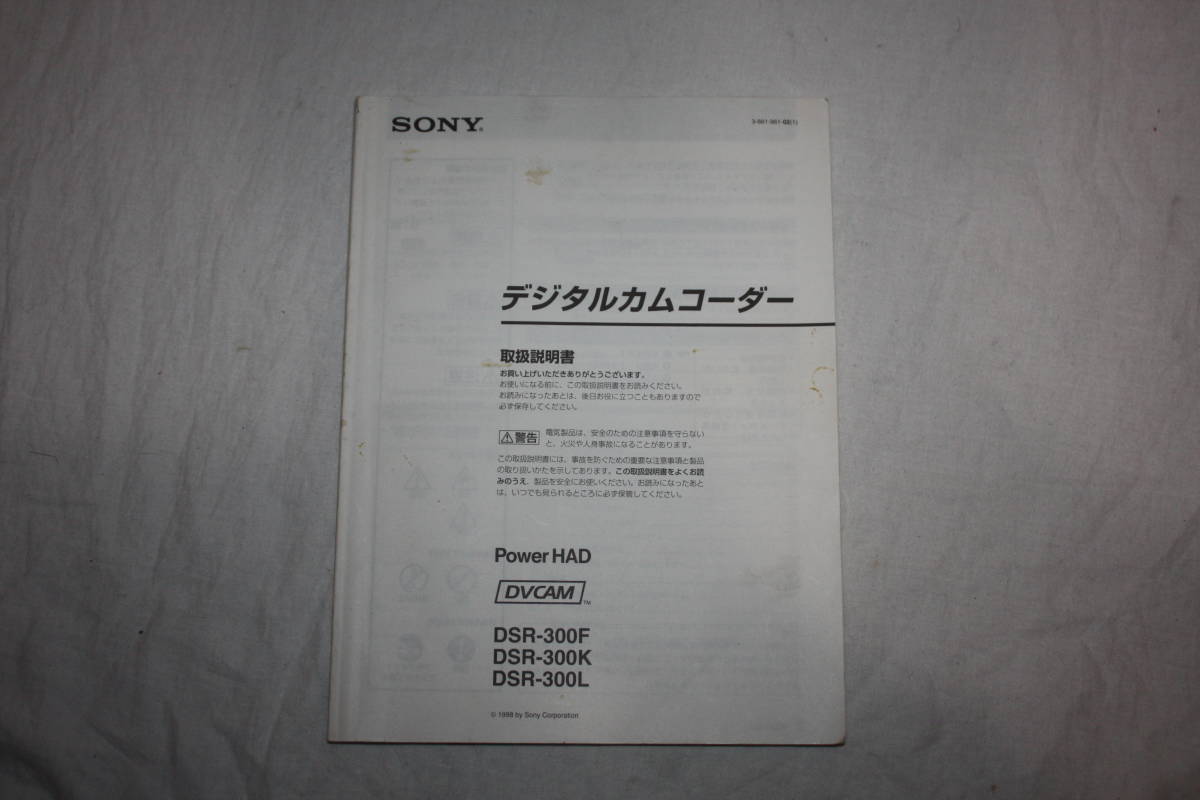 SONY®
デジタルカムコーダー
取扱説明書
お買い上げいただきありがとうございます。
お使いになる前に、この取扱説明書をお読みください。
お読みになったあとは、後日お役に立つこともありますので
必ず保存してください。
警告
電気製品は、安全のための注意事項を守らない
と、火災や人身事故になることがあります。
この取扱説明書には、事故を防ぐための重要な注意事項と製品
の取り扱いかたを示してあります。この取扱説明書をよくお読
みのうえ、製品を安全にお使いください。お読みになったあと
は、いつでも見られるところに必ず保管してください。
Power HAD
DVCAM™
DSR-300F
DSR-300K
DSR-300L
© 1998 by Sony Corporation